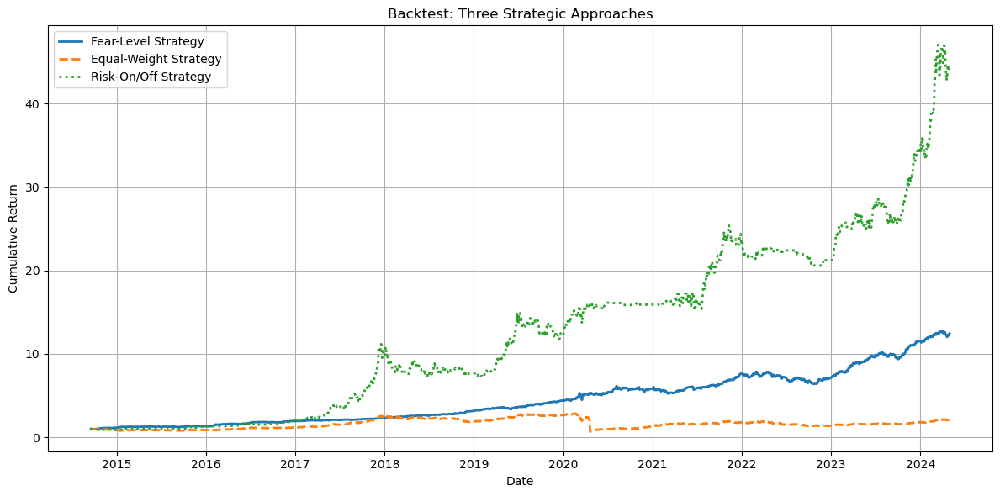 Backtest: Three Strategic Approaches
Fear-Level Strategy
Equal-Weight Strategy
Risk-On/Off Strategy
Cumulative Return
40
30
20
10
0
2015 2016 2017 2018 2019 2020 2021 2022 2023 2024
Date